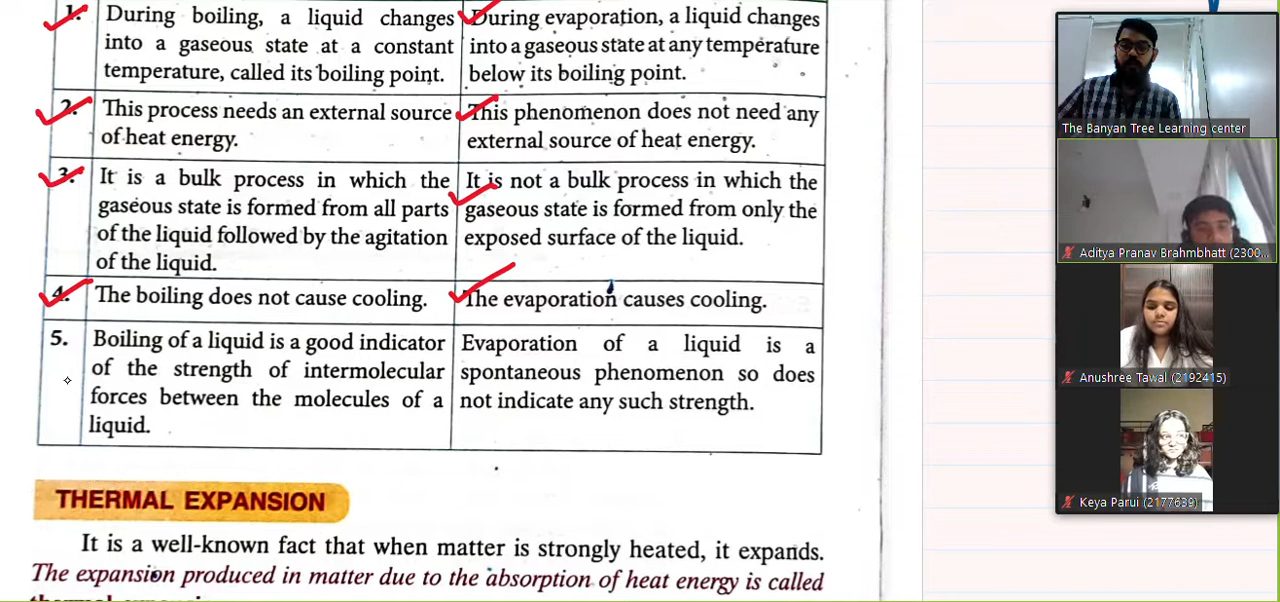 1.
During boiling, a liquid changes
into a gaseous state at a constant
temperature, called its boiling point.
During evaporation, a liquid changes
into a gaseous state at any temperature
below its boiling point.
2.
This process needs an external source
of heat energy.
This phenomenon does not need any
external source of heat energy.
3.
It is a bulk process in which the
gaseous state is formed from all parts
of the liquid followed by the agitation
of the liquid.
It is not a bulk process in which the
gaseous state is formed from only the
exposed surface of the liquid.
4.
The boiling does not cause cooling.
The evaporation causes cooling.
5.
Boiling of a liquid is a good indicator
of the strength of intermolecular
forces between the molecules of a
liquid.
Evaporation of a liquid is a
spontaneous phenomenon so does
not indicate any such strength.
THERMAL EXPANSION
It is a well-known fact that when matter is strongly heated, it expands.
The expansion produced in matter due to the absorption of heat energy is called
The Banyan Tree Learning center
Aditya Pranav Brahmbhatt (2300...
Anushree Tawal (2192415)
Keya Parui (2177639)